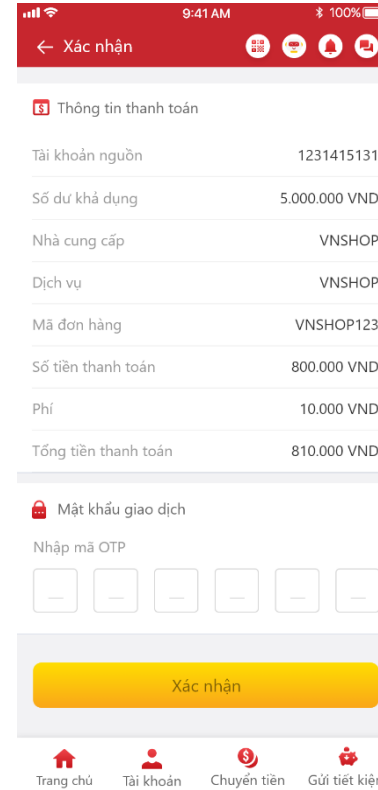 9:41 AM 100%
Xác nhận
Thông tin thanh toán
Tài khoản nguồn 1231415131
Số dư khả dụng 5.000.000 VND
Nhà cung cấp VNSHOP
Dịch vụ VNSHOP
Mã đơn hàng VNSHOP123
Số tiền thanh toán 800.000 VND
Phí 10.000 VND
Tổng tiền thanh toán 810.000 VND
Mật khẩu giao dịch
Nhập mã OTP
Xác nhận
Trang chủ Tài khoản Chuyển tiền Gửi tiết kiệm